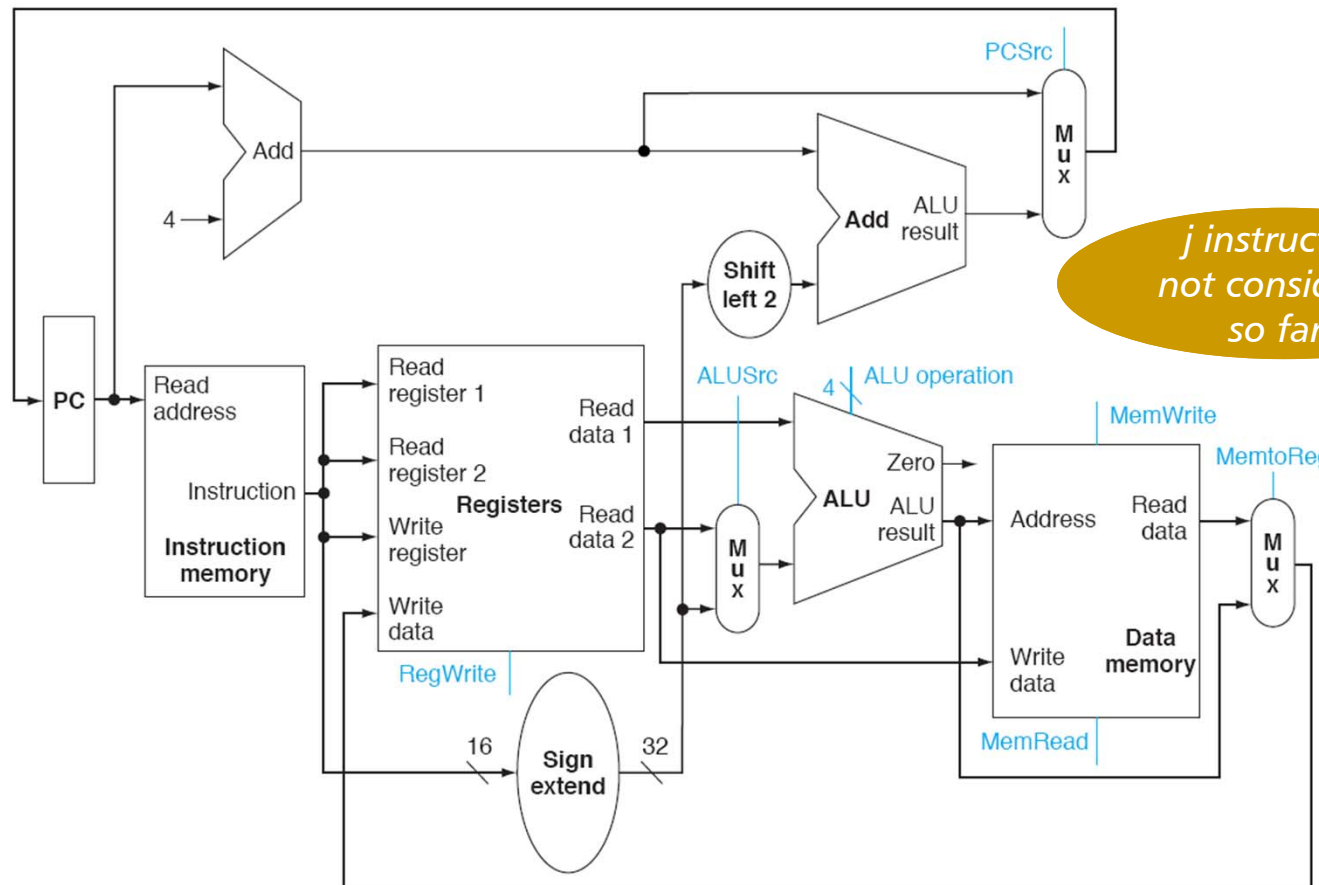 PCSrc
Add
4
Mux
Add
ALU
result
Shift
left 2
j
not
so far
PC
Read
address
Instruction
Instruction
memory
Read
register 1
Read
register 2
Write
register
Write
data
Registers
Read
data 1
Read
data 2
RegWrite
16
Sign
extend
32
ALUSrc
Mux
4
ALU operation
Zero
ALU
ALU
result
MemWrite
Address
Read
data
Write
data
Data
memory
MemRead
MemtoReg
Mux